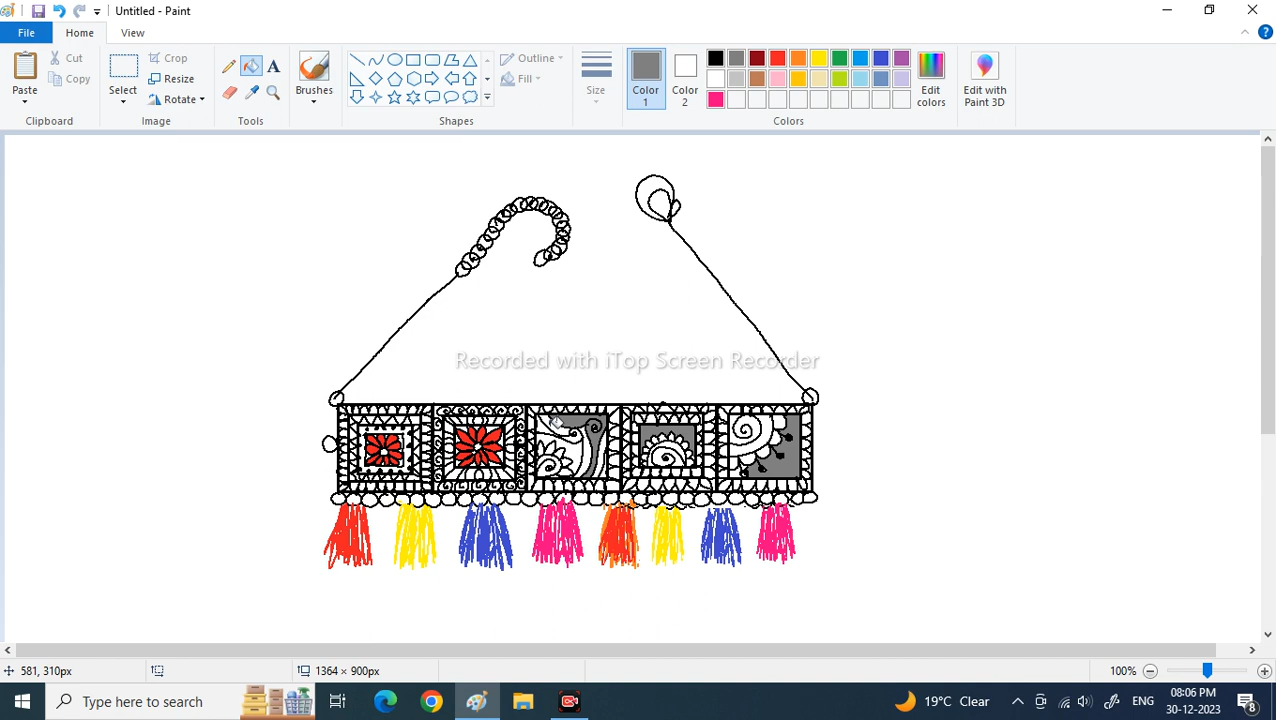 Untitled - Paint
File
Home
View
Paste
Cut
Copy
Clipboard
Select
Crop
Resize
Rotate
Image
A
Tools
Brushes
Outline
Fill
Shapes
Size
Color
1
Color
2
Edit
colors
Colors
Edit with
Paint 3D
Recorded with iTop Screen Recorder
581, 310px
1364 × 900px
100%
Type here to search
19°C Clear
ENG
08:06 PM
30-12-2023
8